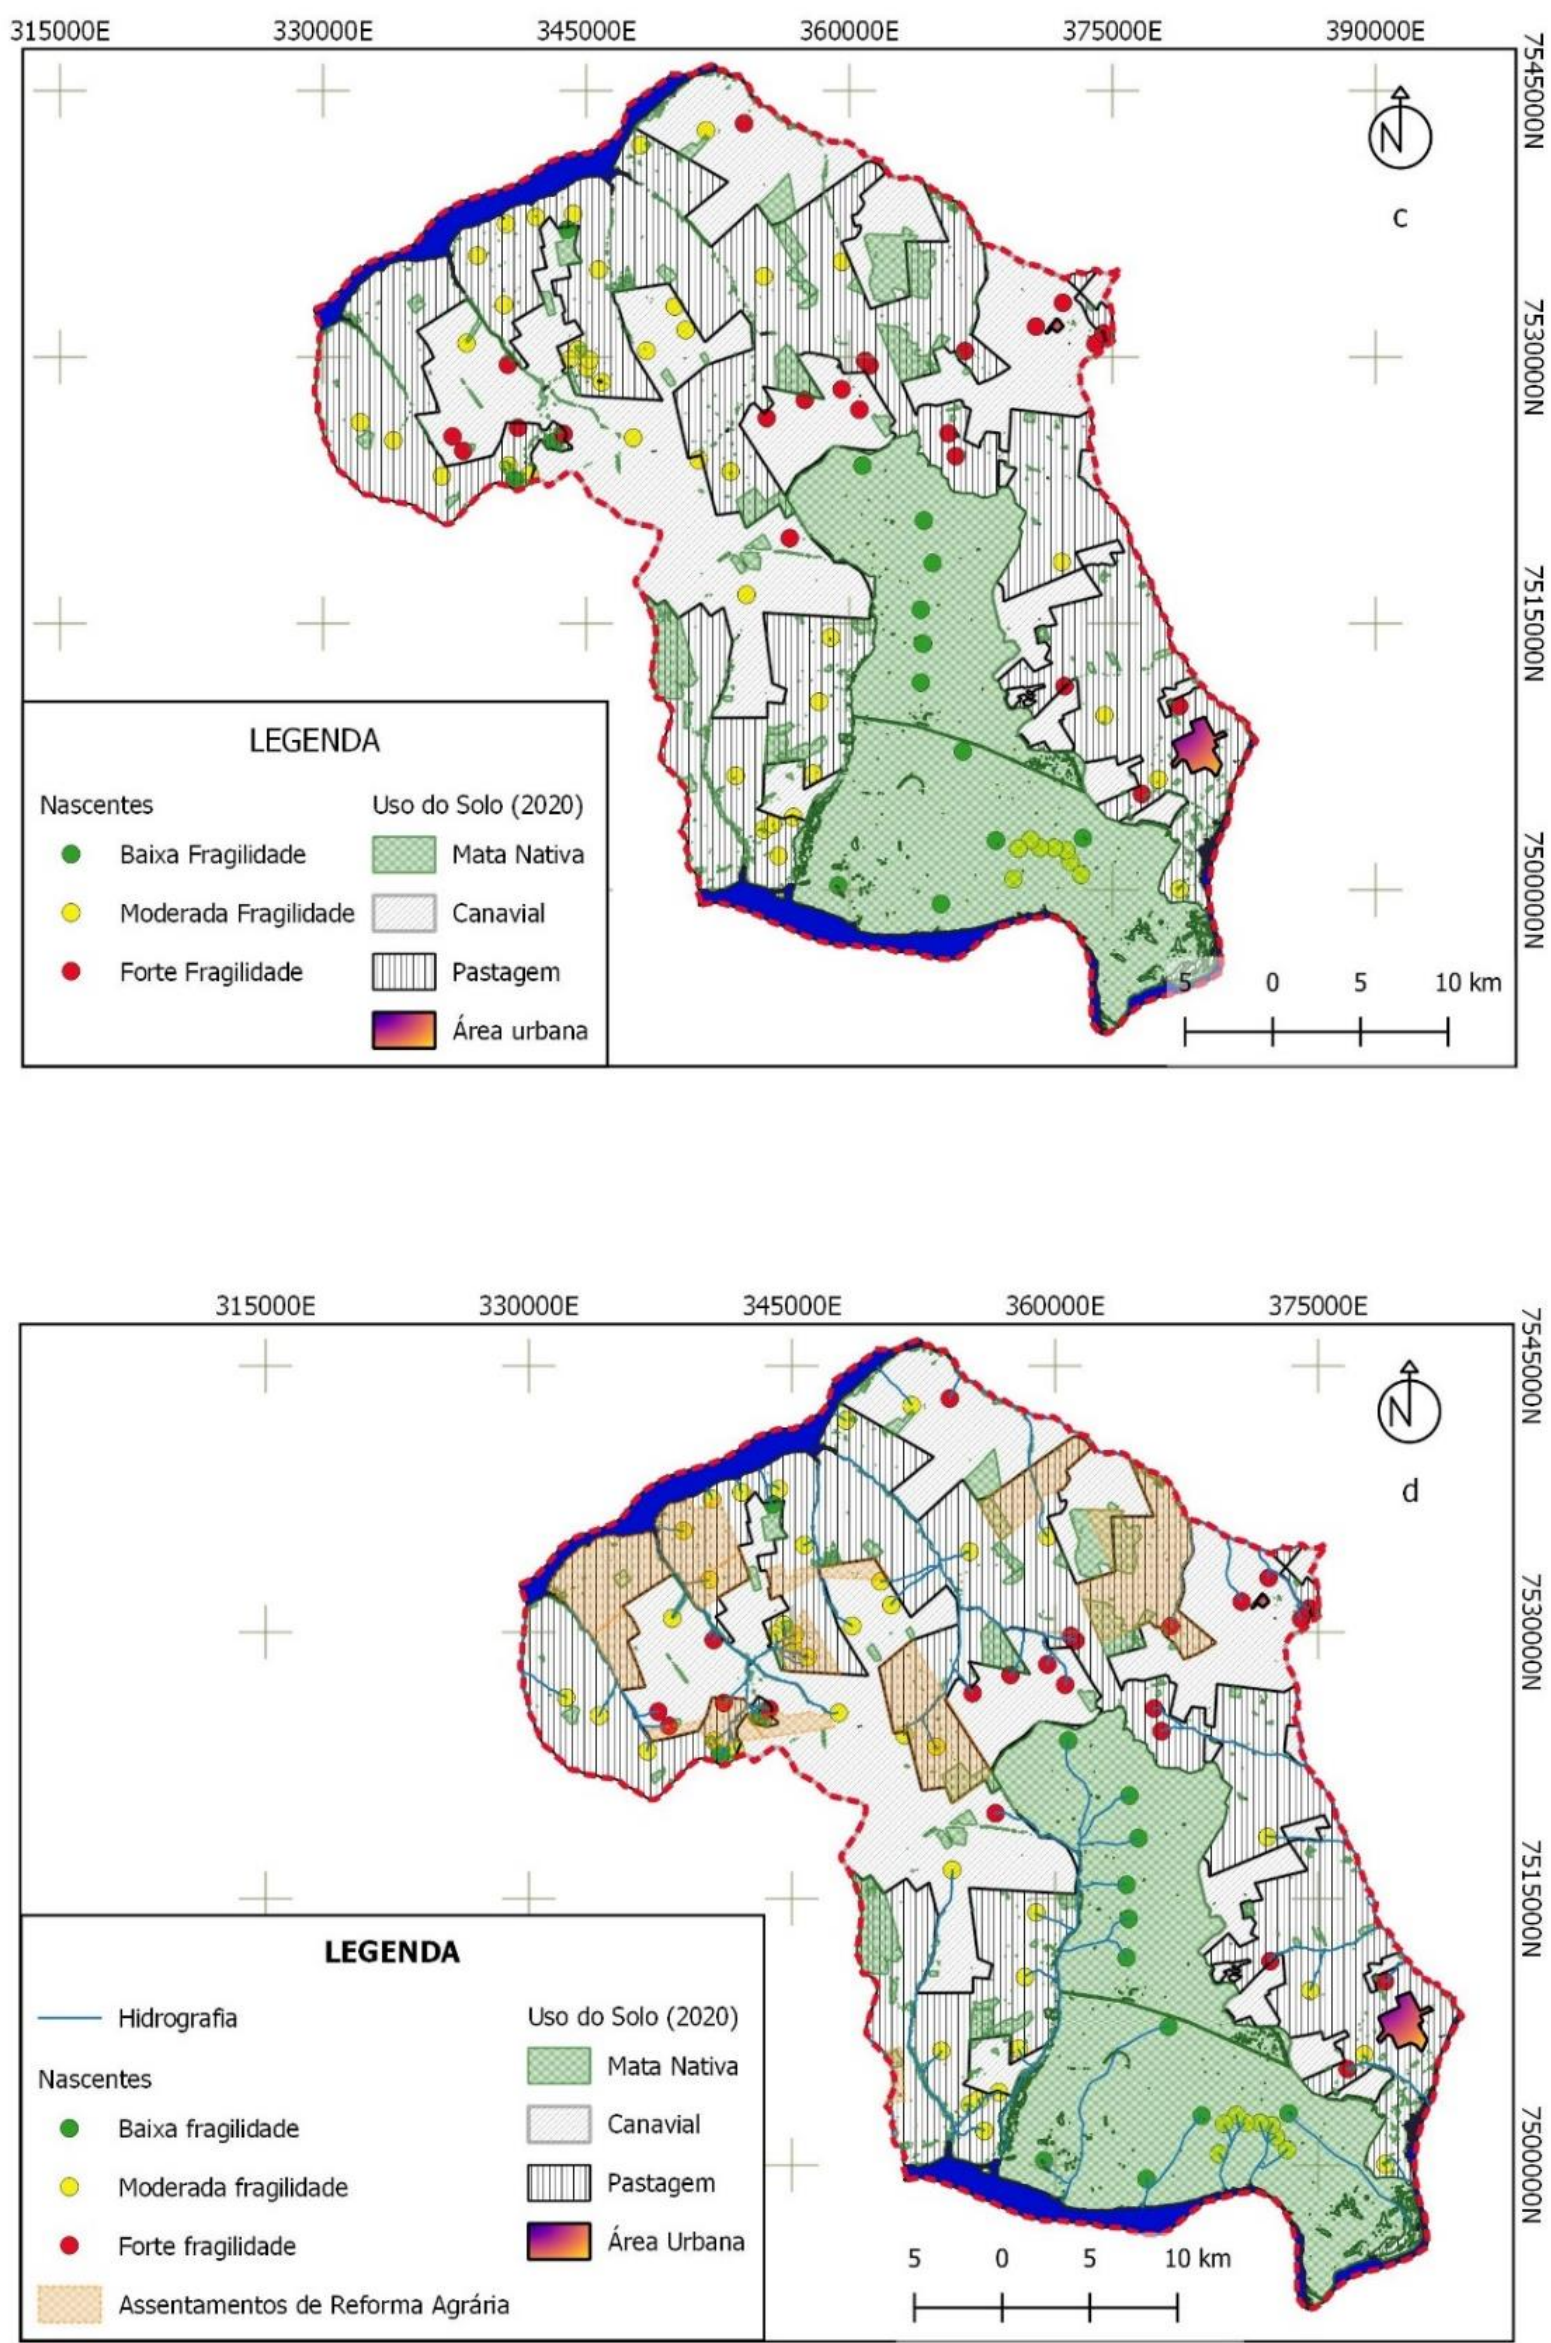 315000E 330000E 345000E 360000E 375000E 390000E
7545000N
N
c
7530000N
7515000N
LEGENDA
Nascentes Uso do Solo (2020)
Baixa Fragilidade Mata Nativa
7500000N
Moderada Fragilidade Canavial
Forte Fragilidade Pastagem
5 0 5 10 km
Área urbana
315000E 330000E 345000E 360000E 375000E
7545000N
N
d
7530000N
7515000N
LEGENDA
Hidrografia Uso do Solo (2020)
Mata Nativa
Nascentes
Baixa fragilidade Canavial
7500000N
Moderada fragilidade Pastagem
Forte fragilidade Área Urbana
5 0 5 10 km
Assentamentos de Reforma Agrária